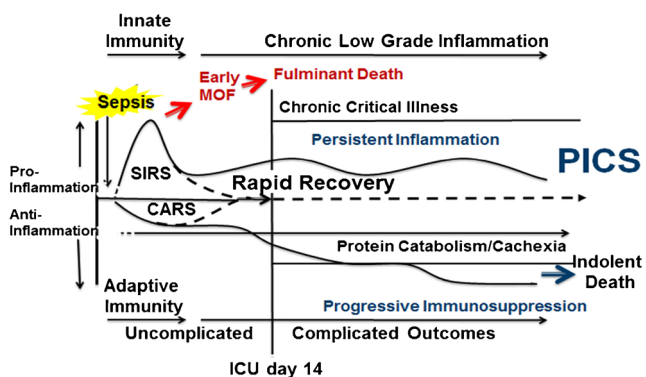 Innate
Immunity
Chronic Low Grade Inflammation
Early
MOF
Fulminant Death
Sepsis
Chronic Critical Illness
Persistent Inflammation
PICS
Pro-
Inflammation
SIRS
Rapid Recovery
CARS
Anti-
Inflammation
Protein Catabolism/Cachexia
Indolent
Death
Adaptive
Immunity
Progressive Immunosuppression
Uncomplicated
Complicated Outcomes
ICU day 14